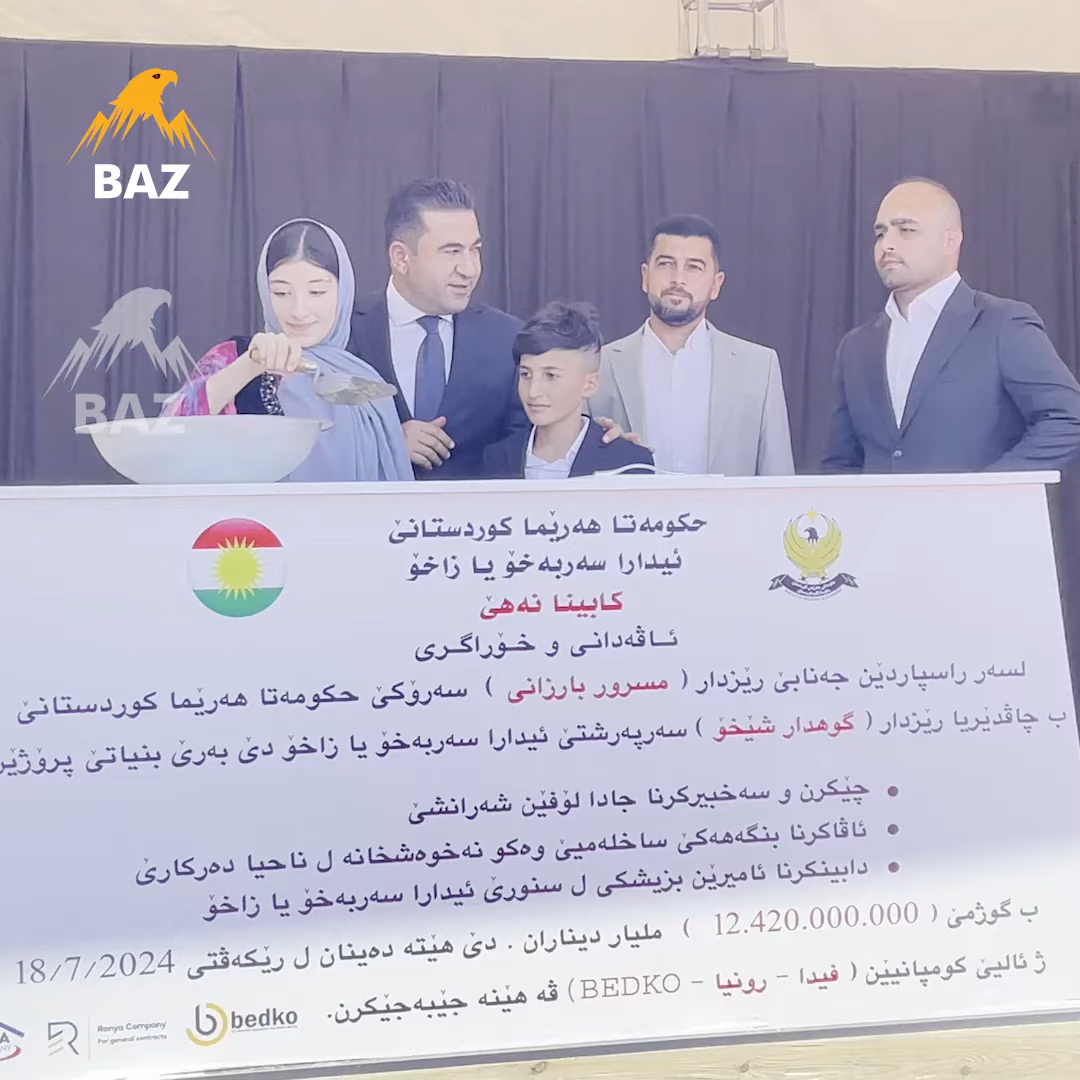 BAZ
BAZ
حکومەتا هەرێما کوردستانێ
ئیدارا سەربەخۆ یا زاخۆ
کابینا نەهێ
ئاڤەدانی و خۆراگری
لسەر راسپاردێن جەنابێ رێزدار ( مسرور بارزانی ) سەرۆکێ حکومەتا هەرێما کوردستانێ
ب چاڤدێریا رێزدار ( گوهدار شێخۆ ) سەرپەرشتێ ئیدارا سەربەخۆ یا زاخۆ دێ بەرێ بنیاتێ پرۆژێن
• چێکرن و سەخبیرکرنا جادا لۆفێن شەرانشێ
• ئاڤاکرنا بنگەهەکێ ساخلەمیێ وەکو نەخوەشخانە ل ناحیا دەرکارێ
• دابینکرنا ئامیرێن بزیشکی ل سنورێ ئیدارا سەربەخۆ یا زاخۆ
ب گوژمێ ( 12.420.000.000 ) ملیار دیناران . دێ هێتە دەینان ل رێکەڤتی 18/7/2024
ژ ئالیێ کومپانیێن ( فیدا - رونیا - BEDKO ) ڤە هێنە جێبەجێکرن.
Ronya Company
For general contracts
bedko